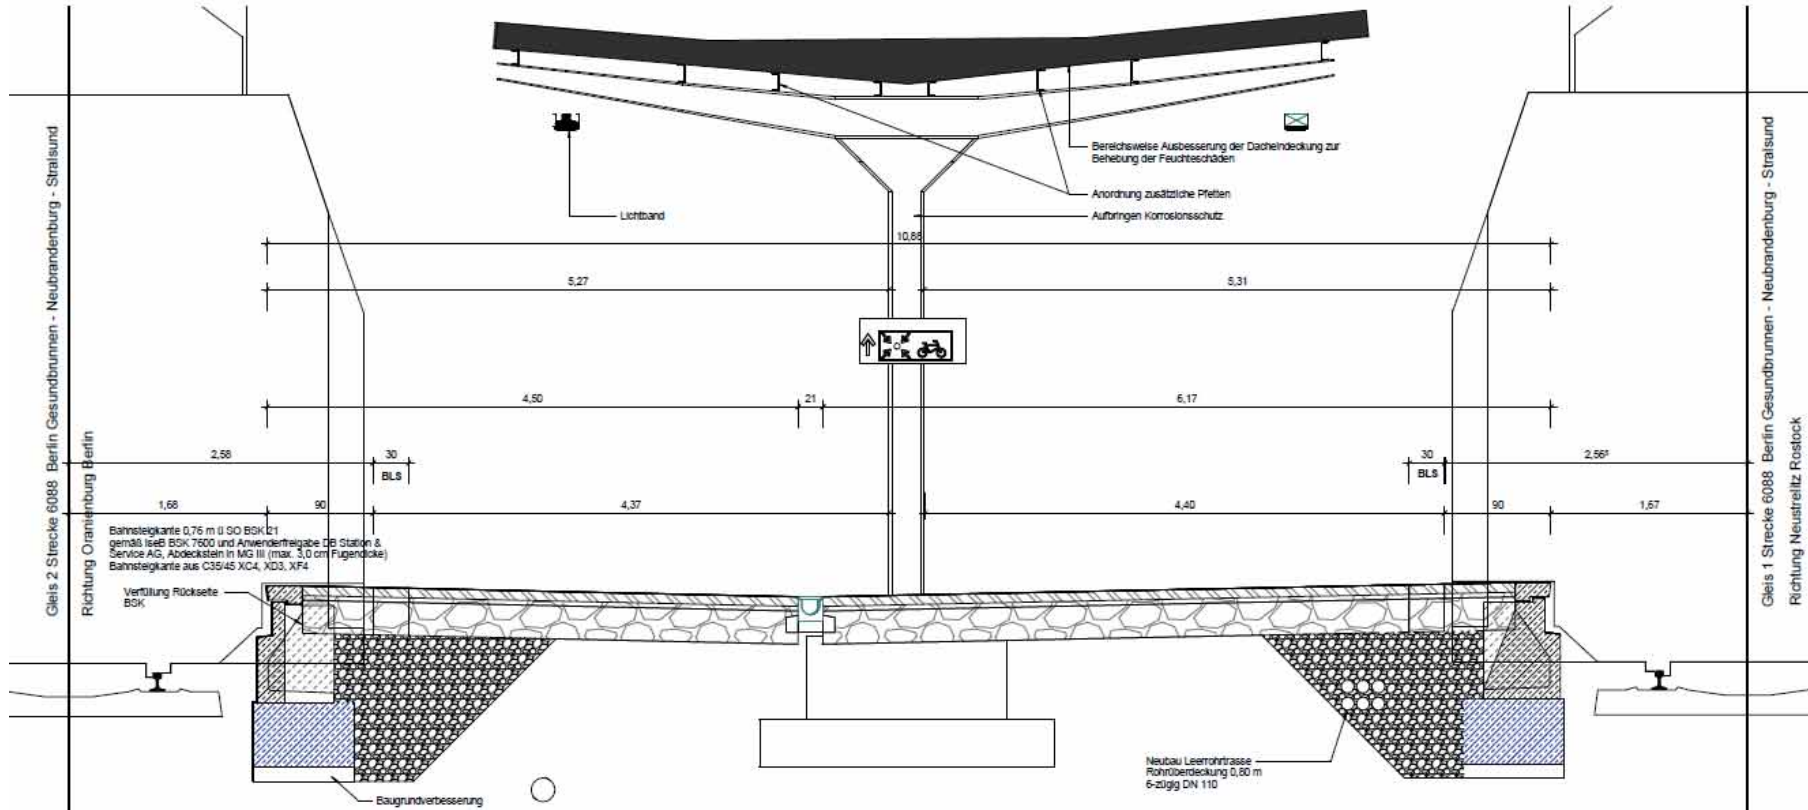 Gleis 2 Strecke 6088 Berlin Gesundbrunnen - Neubrandenburg - Stralsund
Richtung Oranienburg Berlin
Bereichsweise Ausbesserung der Dacheindeckung zur
Behebung der Feuchteschäden
Anordnung zusätzliche Pfetten
Lichtband
Aufbringen Korrosionsschutz
10,88
5,27
5,31
4,50
21
6,17
2,58
30
BLS
30
BLS
2,56⁵
1,68
90
4,37
4,40
90
1,67
Bahnsteigkante 0,76 m ü SO BSK 21
gemäß IseB BSK 7600 und Anwenderfreigabe DB Station &
Service AG, Abdeckstein in MG III (max. 3,0 cm Fugendicke)
Bahnsteigkante aus C35/45 XC4, XD3, XF4
Verfüllung Rückseite
BSK
Neubau Leerrohrtrasse
Rohrüberdeckung 0,80 m
6-zügig DN 110
Baugrundverbesserung
Gleis 1 Strecke 6088 Berlin Gesundbrunnen - Neubrandenburg - Stralsund
Richtung Neustrelitz Rostock